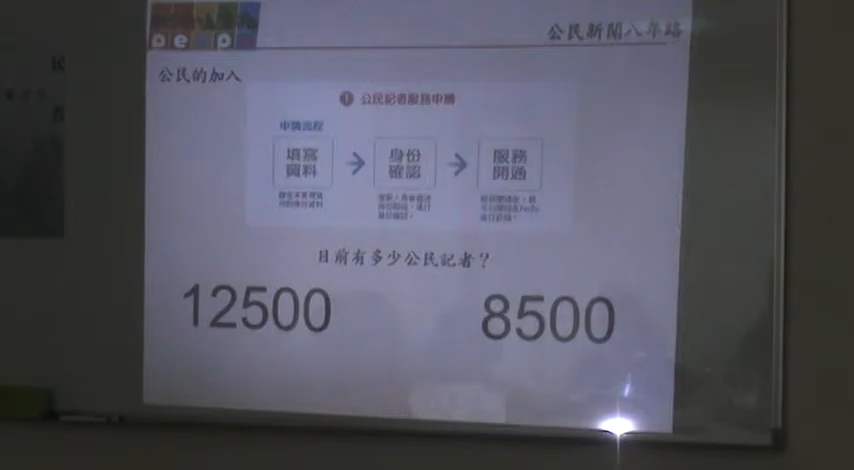 公民新聞八年路
公民的加入
1 公民記者服務申請
申請流程
填寫資料
身份確認
服務開通
目前有多少公民記者？
12500
8500